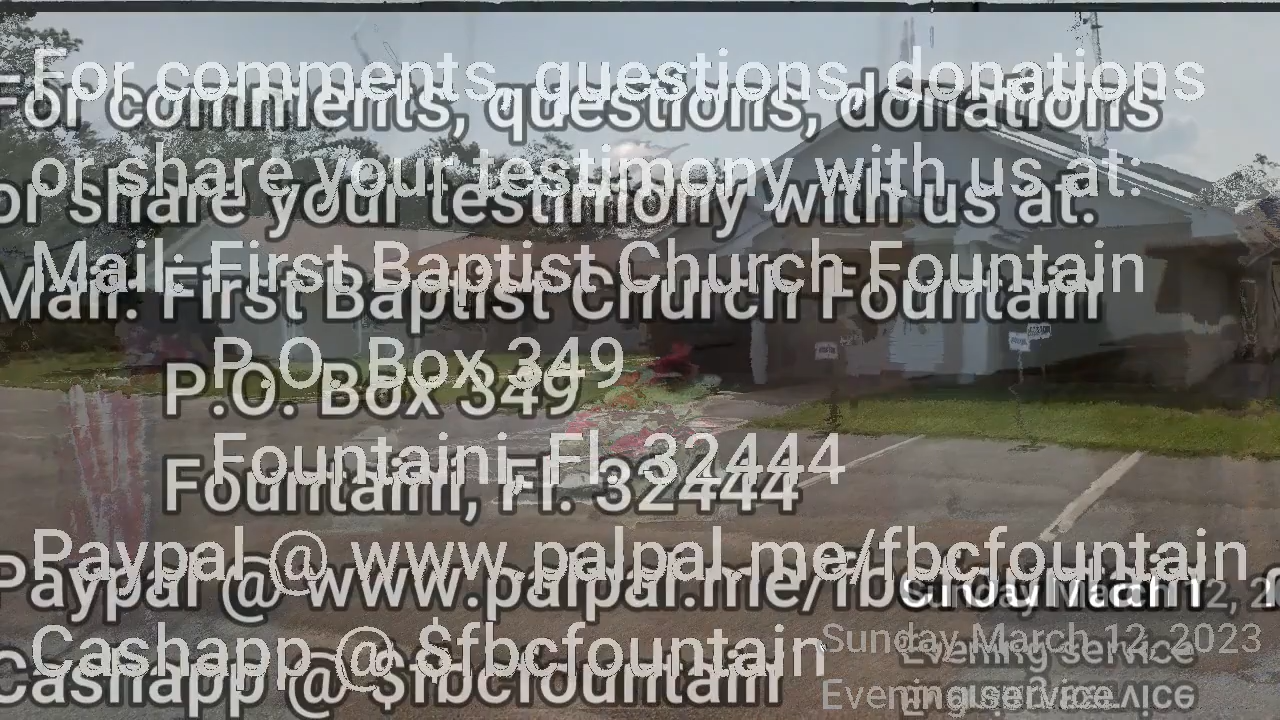 For comments, questions, donations
or share your testimony with us at:
Mail: First Baptist Church Fountain
P.O. Box 349
Fountaini, Fl. 32444
Paypal @ www.palpal.me/fbcfountain
Cashapp @ $fbcfountain
Sunday March 12, 2023
Evening service